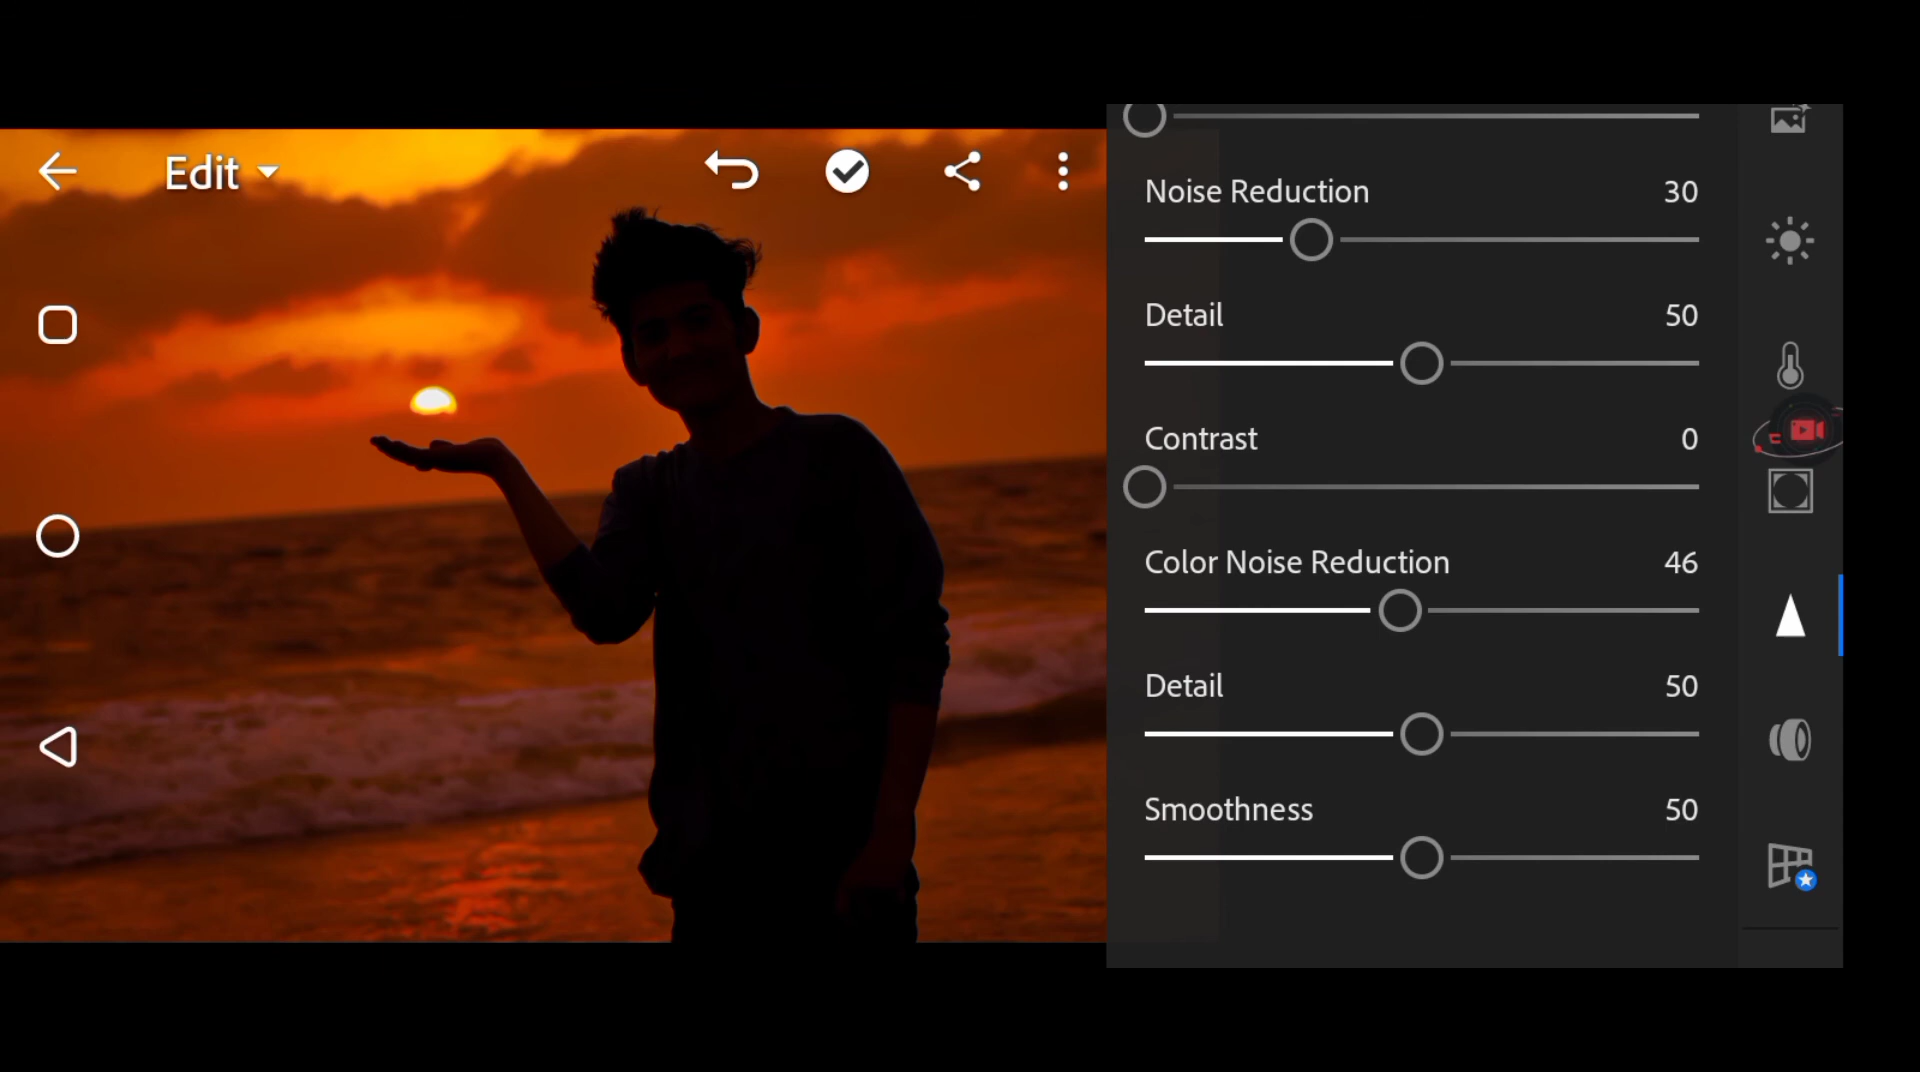 Edit
Noise Reduction 30
Detail 50
Contrast 0
Color Noise Reduction 46
Detail 50
Smoothness 50